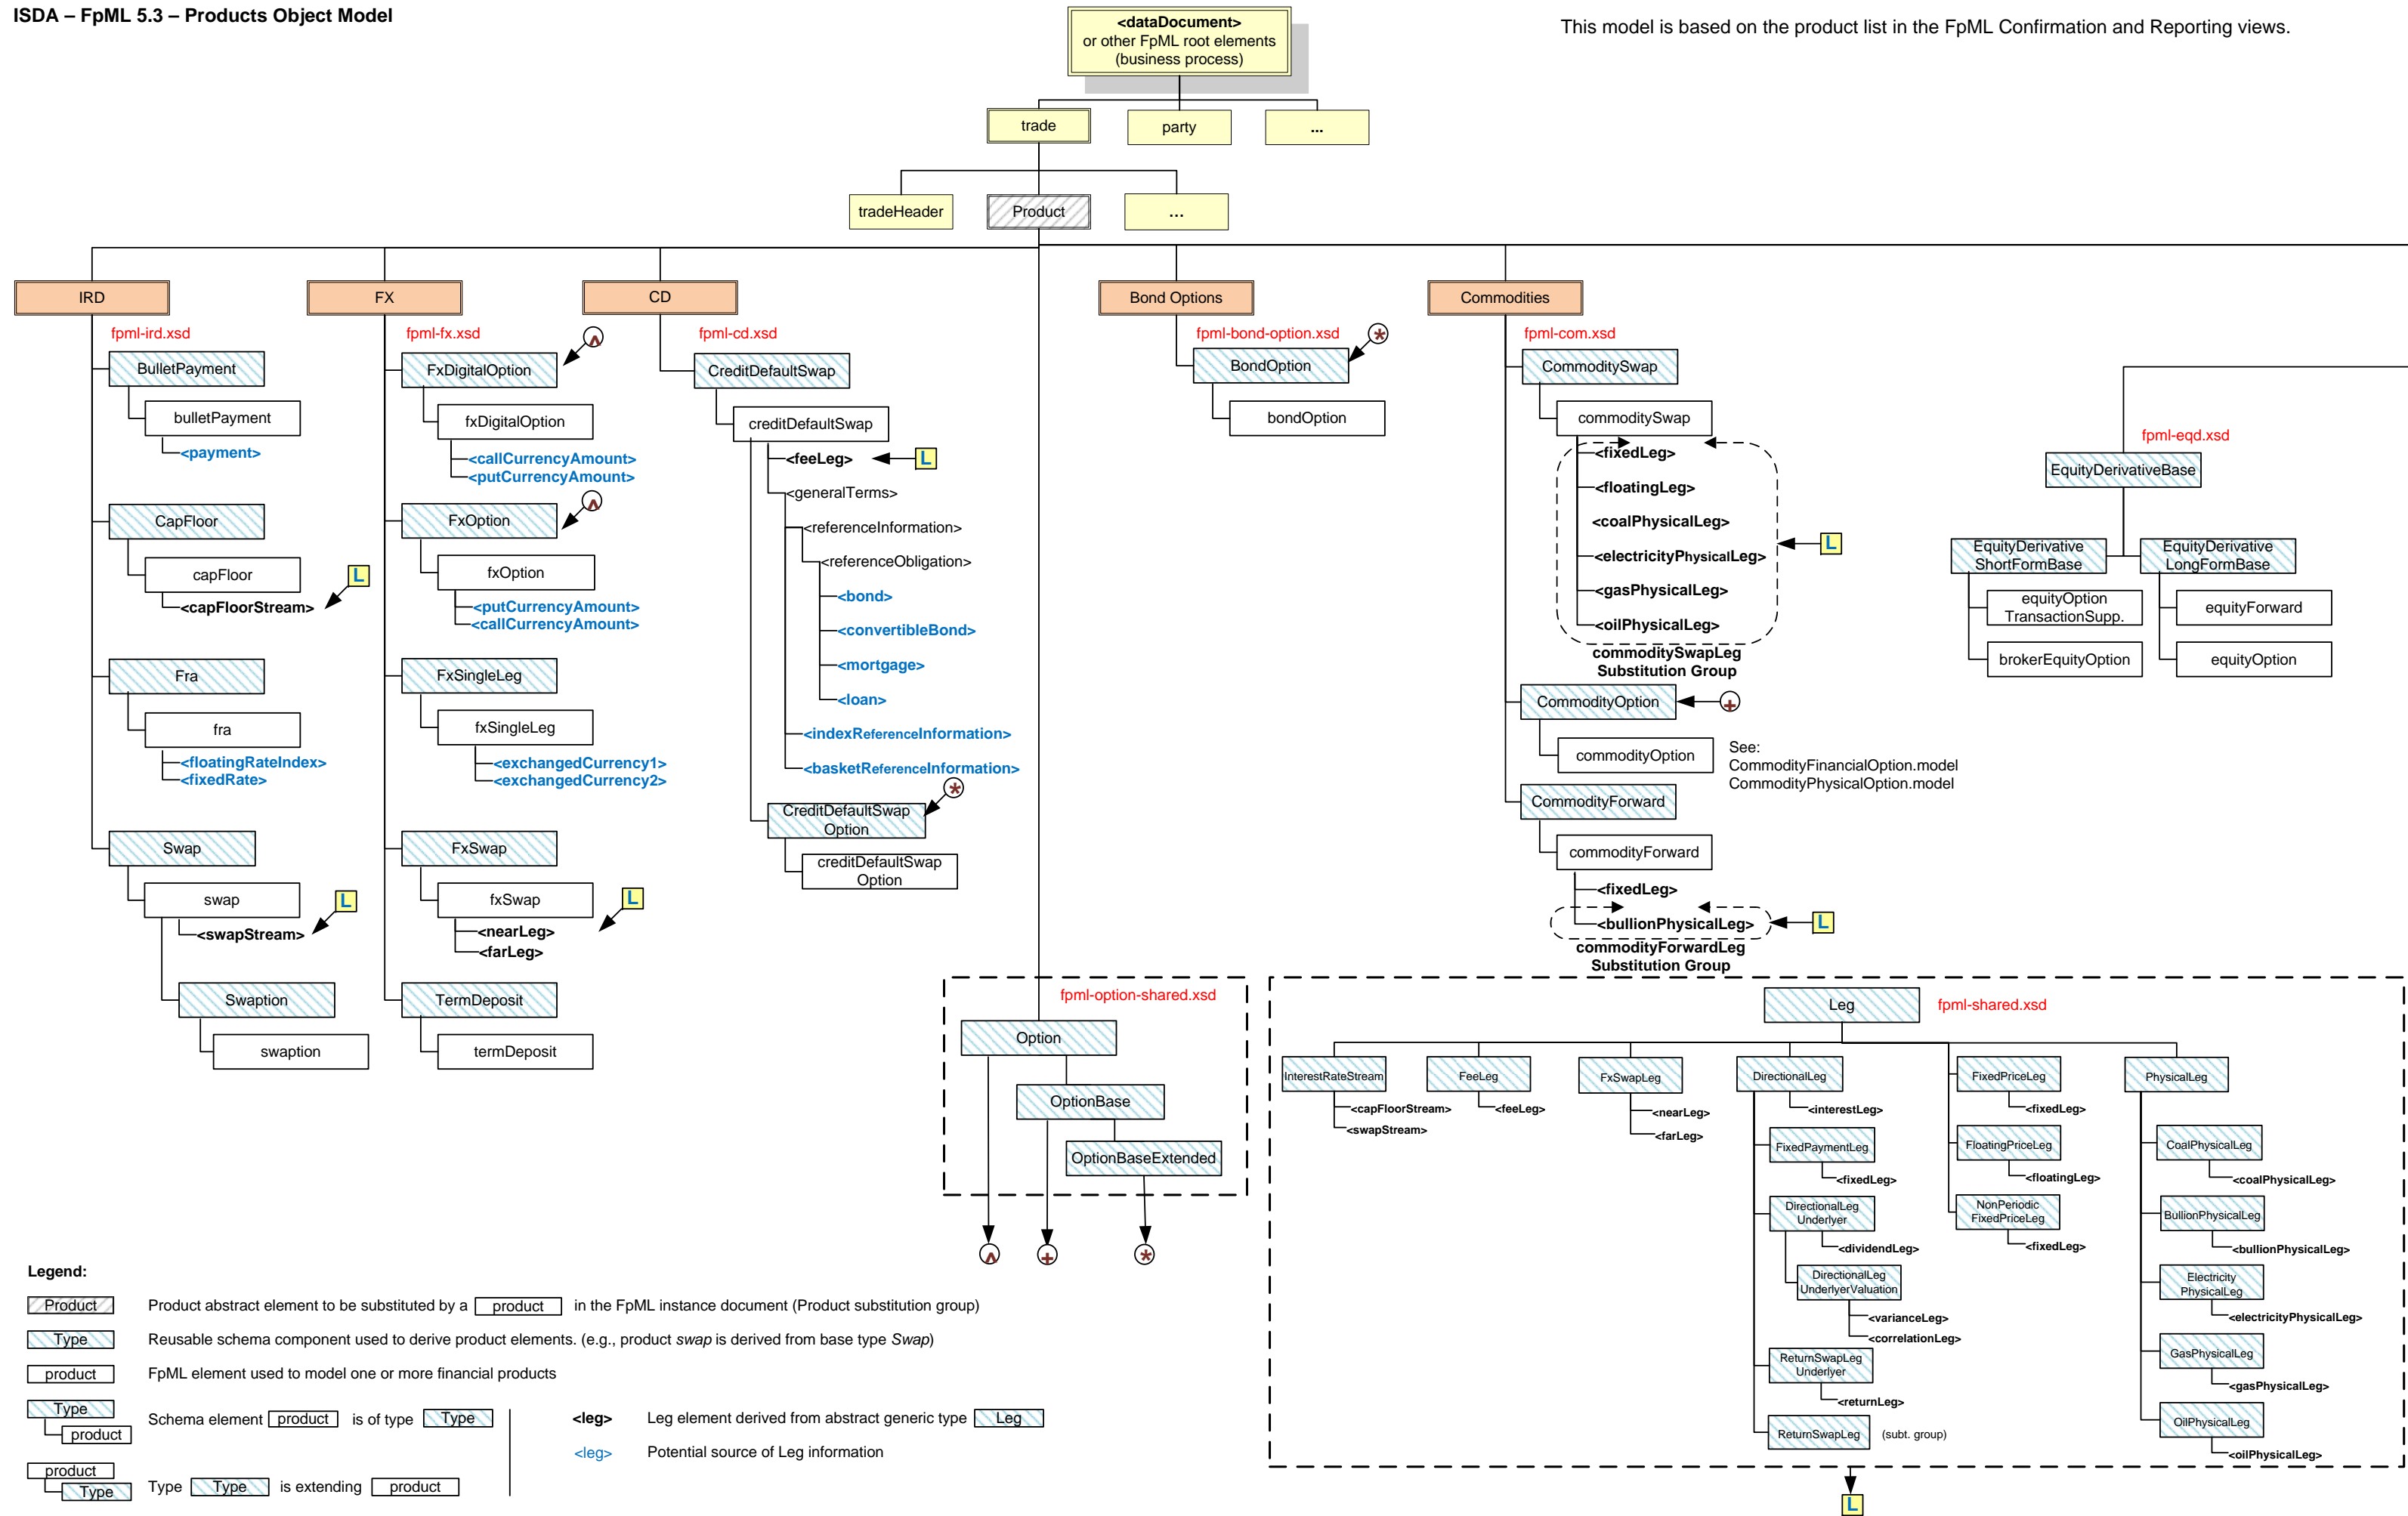 ISDA – FpML 5.3 – Products Object Model
This model is based on the product list in the FpML Confirmation and Reporting views.
<dataDocument>
or other FpML root elements
(business process)
trade
party
...
tradeHeader
Product
...
IRD
fpml-ird.xsd
BulletPayment
bulletPayment
<payment>
CapFloor
capFloor
L
<capFloorStream>
Fra
fra
<floatingRateIndex>
<fixedRate>
Swap
swap
L
<swapStream>
Swaption
swaption
FX
fpml-fx.xsd
^
FxDigitalOption
fxDigitalOption
<callCurrencyAmount>
<putCurrencyAmount>
^
FxOption
fxOption
<putCurrencyAmount>
<callCurrencyAmount>
FxSingleLeg
fxSingleLeg
<exchangedCurrency1>
<exchangedCurrency2>
FxSwap
fxSwap
L
<nearLeg>
<farLeg>
TermDeposit
termDeposit
CD
fpml-cd.xsd
CreditDefaultSwap
creditDefaultSwap
<feeLeg>
L
<generalTerms>
<referenceInformation>
<referenceObligation>
<bond>
<convertibleBond>
<mortgage>
<loan>
<indexReferenceInformation>
<basketReferenceInformation>
*
CreditDefaultSwap
Option
creditDefaultSwap
Option
Bond Options
fpml-bond-option.xsd
*
BondOption
bondOption
Commodities
fpml-com.xsd
CommoditySwap
commoditySwap
<fixedLeg>
<floatingLeg>
<coalPhysicalLeg>
<electricityPhysicalLeg>
L
<gasPhysicalLeg>
<oilPhysicalLeg>
commoditySwapLeg
Substitution Group
CommodityOption
+
commodityOption
See:
CommodityFinancialOption.model
CommodityPhysicalOption.model
CommodityForward
commodityForward
<fixedLeg>
<bullionPhysicalLeg>
L
commodityForwardLeg
Substitution Group
fpml-eqd.xsd
EquityDerivativeBase
EquityDerivative
ShortFormBase
equityOption
TransactionSupp.
brokerEquityOption
EquityDerivative
LongFormBase
equityForward
equityOption
fpml-option-shared.xsd
Option
OptionBase
OptionBaseExtended
^
+
*
Leg
fpml-shared.xsd
InterestRateStream
<capFloorStream>
<swapStream>
FeeLeg
<feeLeg>
FxSwapLeg
<nearLeg>
<farLeg>
DirectionalLeg
<interestLeg>
FixedPaymentLeg
<fixedLeg>
DirectionalLeg
Underlyer
<dividendLeg>
DirectionalLeg
UnderlyerValuation
<varianceLeg>
<correlationLeg>
ReturnSwapLeg
Underlyer
<returnLeg>
ReturnSwapLeg
(subt. group)
FixedPriceLeg
<fixedLeg>
FloatingPriceLeg
<floatingLeg>
NonPeriodic
FixedPriceLeg
<fixedLeg>
PhysicalLeg
CoalPhysicalLeg
<coalPhysicalLeg>
BullionPhysicalLeg
<bullionPhysicalLeg>
Electricity
PhysicalLeg
<electricityPhysicalLeg>
GasPhysicalLeg
<gasPhysicalLeg>
OilPhysicalLeg
<oilPhysicalLeg>
L
Legend:
Product Product abstract element to be substituted by a product in the FpML instance document (Product substitution group)
Type Reusable schema component used to derive product elements. (e.g., product swap is derived from base type Swap)
product FpML element used to model one or more financial products
Type
product
Schema element product is of type Type
product
Type
Type Type is extending product
<leg> Leg element derived from abstract generic type Leg
<leg> Potential source of Leg information